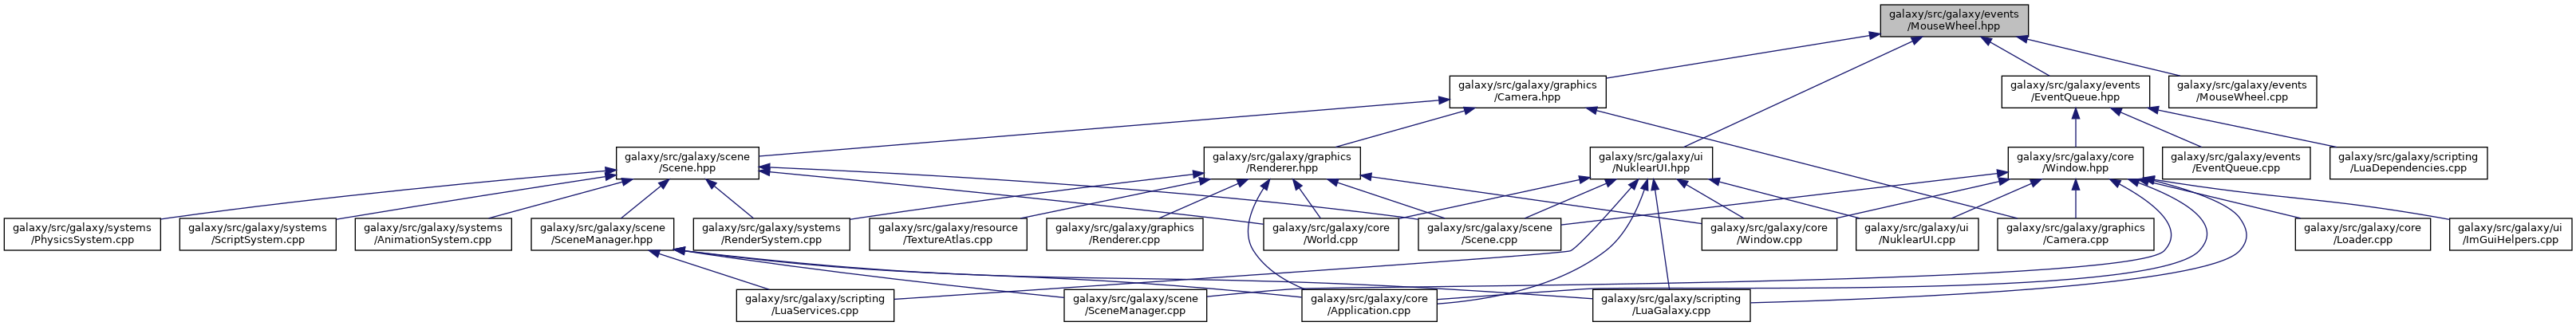 galaxy/src/galaxy/events
/MouseWheel.hpp
galaxy/src/galaxy/graphics
/Camera.hpp
galaxy/src/galaxy/events
/EventQueue.hpp
galaxy/src/galaxy/events
/MouseWheel.cpp
galaxy/src/galaxy/scene
/Scene.hpp
galaxy/src/galaxy/graphics
/Renderer.hpp
galaxy/src/galaxy/ui
/NuklearUI.hpp
galaxy/src/galaxy/core
/Window.hpp
galaxy/src/galaxy/events
/EventQueue.cpp
galaxy/src/galaxy/scripting
/LuaDependencies.cpp
galaxy/src/galaxy/systems
/PhysicsSystem.cpp
galaxy/src/galaxy/systems
/ScriptSystem.cpp
galaxy/src/galaxy/systems
/AnimationSystem.cpp
galaxy/src/galaxy/scene
/SceneManager.hpp
galaxy/src/galaxy/systems
/RenderSystem.cpp
galaxy/src/galaxy/resource
/TextureAtlas.cpp
galaxy/src/galaxy/graphics
/Renderer.cpp
galaxy/src/galaxy/core
/World.cpp
galaxy/src/galaxy/scene
/Scene.cpp
galaxy/src/galaxy/core
/Window.cpp
galaxy/src/galaxy/ui
/NuklearUI.cpp
galaxy/src/galaxy/graphics
/Camera.cpp
galaxy/src/galaxy/core
/Loader.cpp
galaxy/src/galaxy/ui
/ImGuiHelpers.cpp
galaxy/src/galaxy/scripting
/LuaServices.cpp
galaxy/src/galaxy/scene
/SceneManager.cpp
galaxy/src/galaxy/core
/Application.cpp
galaxy/src/galaxy/scripting
/LuaGalaxy.cpp